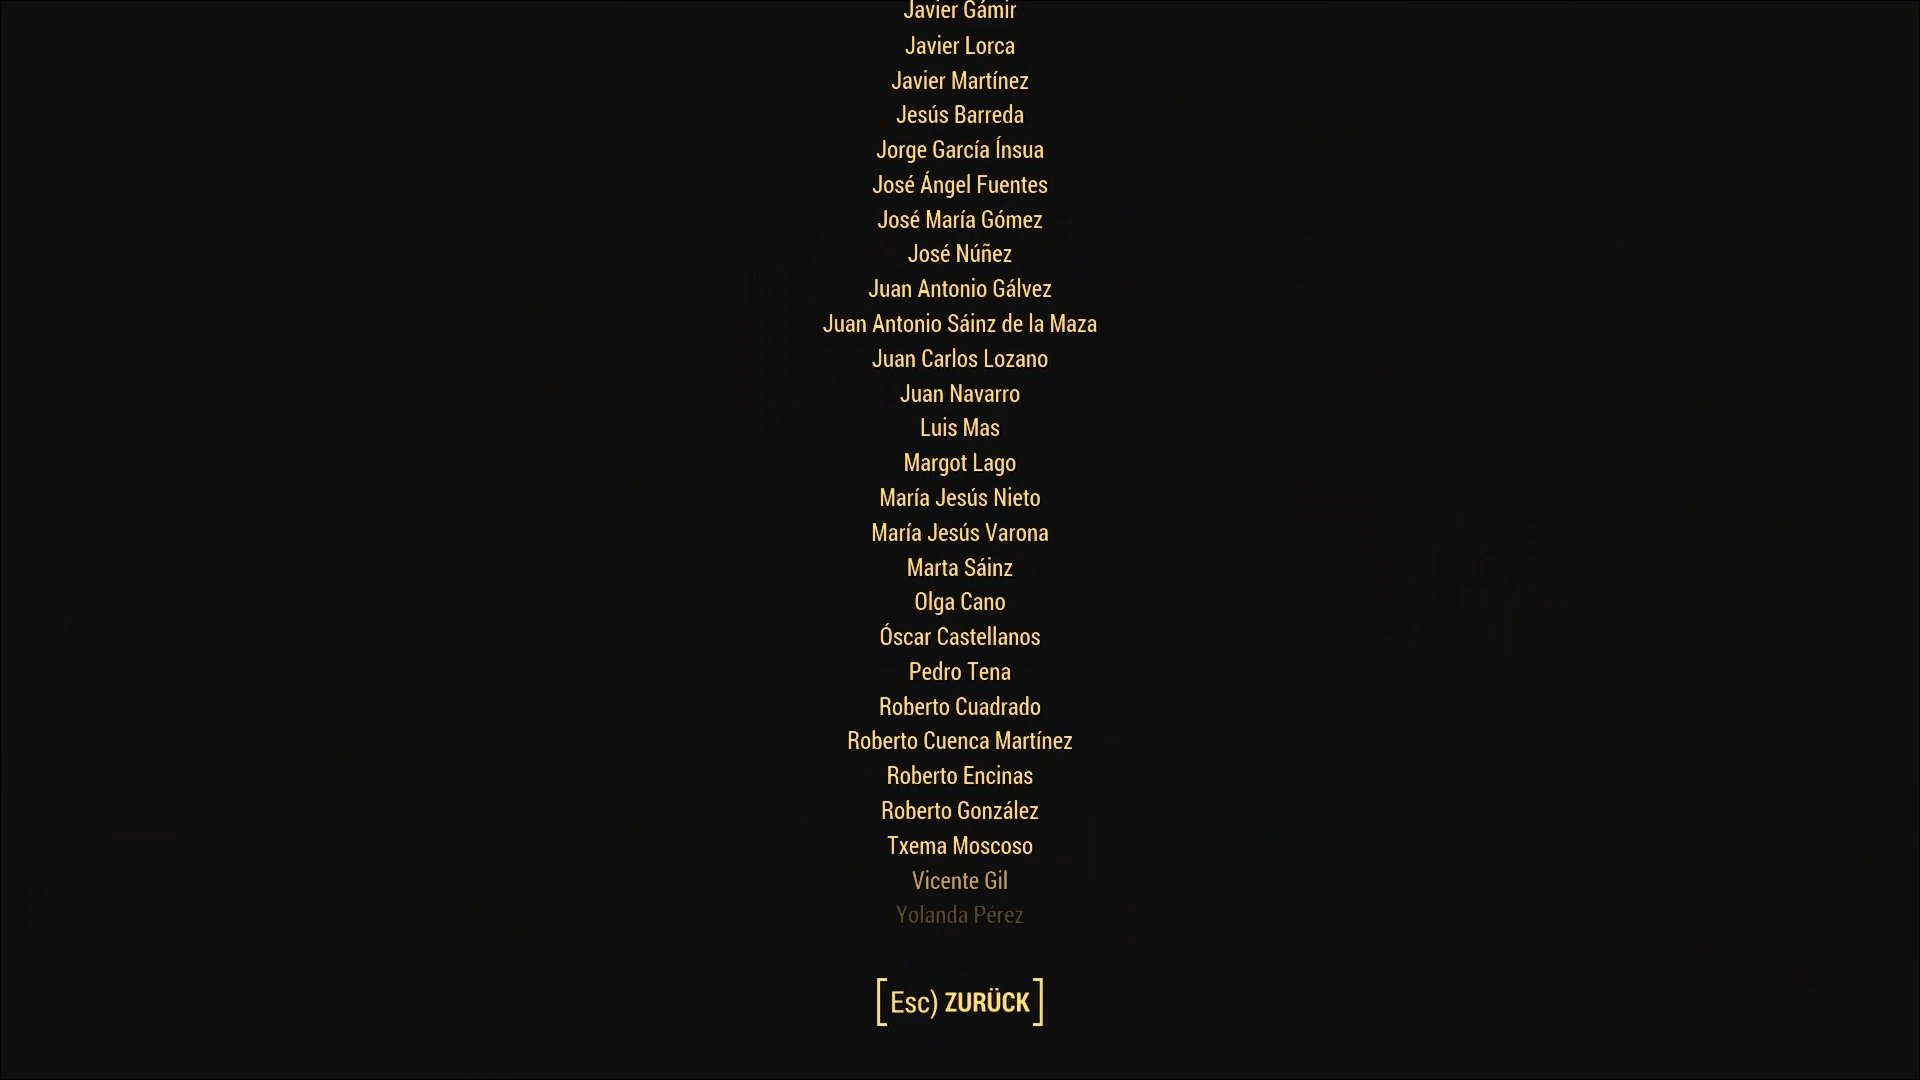 Javier Gámir
Javier Lorca
Javier Martínez
Jesús Barreda
Jorge García Ínsua
José Ángel Fuentes
José María Gómez
José Núñez
Juan Antonio Gálvez
Juan Antonio Sáinz de la Maza
Juan Carlos Lozano
Juan Navarro
Luis Mas
Margot Lago
María Jesús Nieto
María Jesús Varona
Marta Sáinz
Olga Cano
Óscar Castellanos
Pedro Tena
Roberto Cuadrado
Roberto Cuenca Martínez
Roberto Encinas
Roberto González
Txema Moscoso
Vicente Gil
Yolanda Pérez
[Esc) ZURÜCK]